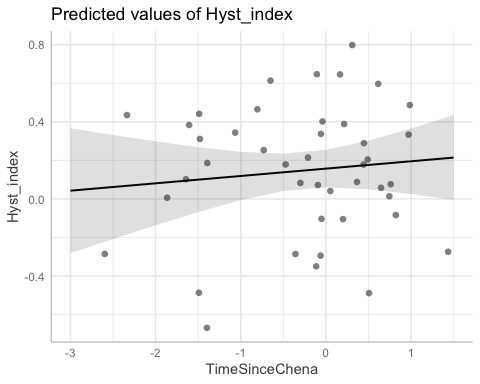 Predicted values of Hyst_index
0.8
0.4
0.0
-0.4
Hyst_index
-3 -2 -1 0 1
TimeSinceChena